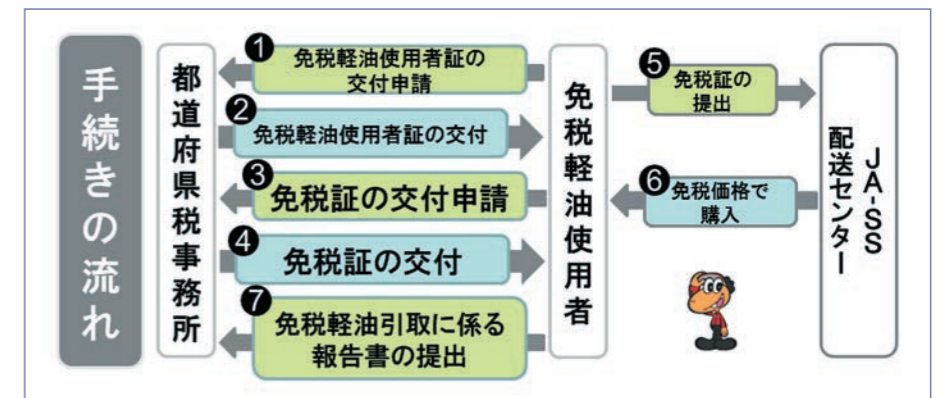 手続きの流れ
都道府県税事務所
❶
免税軽油使用者証の
交付申請
❷
免税軽油使用者証の交付
❸
免税証の交付申請
❹
免税証の交付
❼
免税軽油引取に係る
報告書の提出
免税軽油使用者
❺
免税証の
提出
❻
免税価格で
購入
JA-SS
配送センター